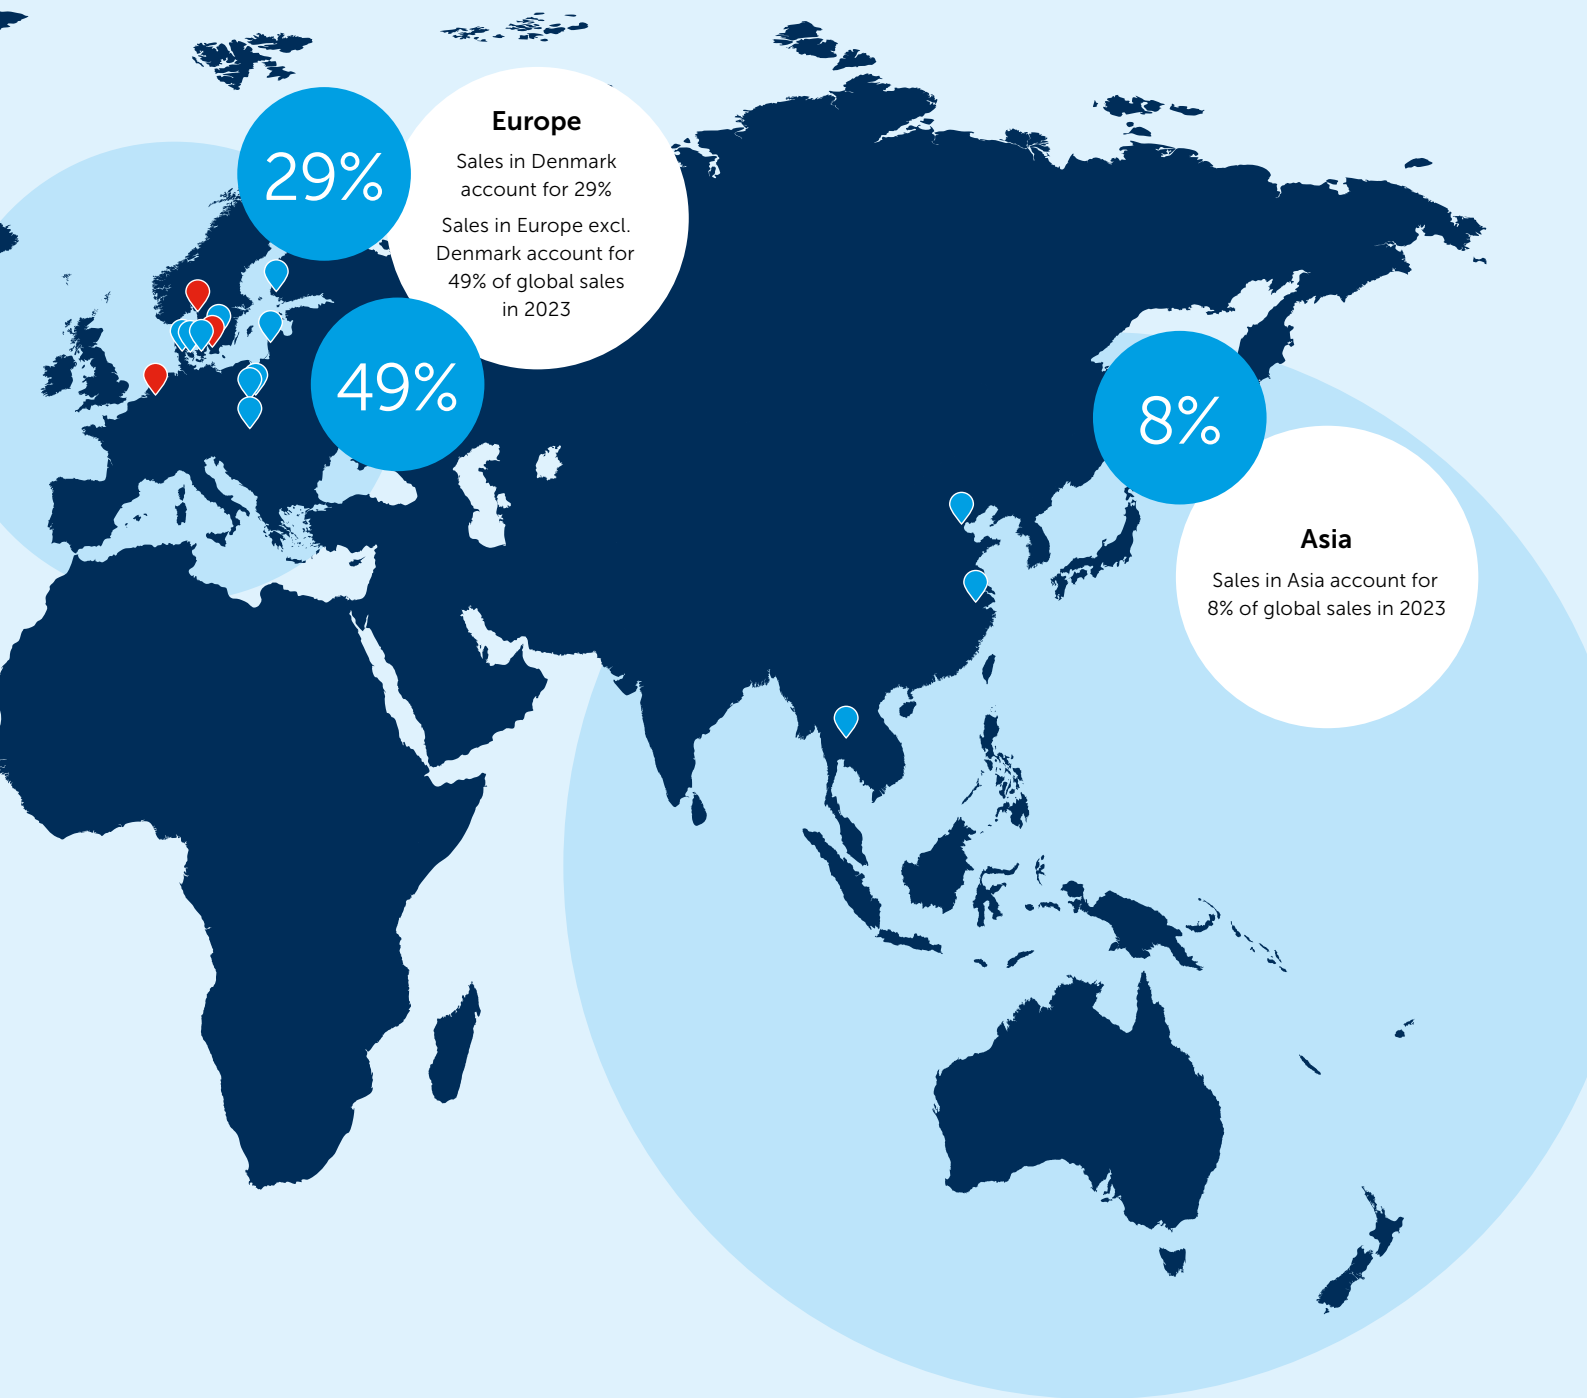 29%
Europe
Sales in Denmark
account for 29%
Sales in Europe excl.
Denmark account for
49% of global sales
in 2023
49%
8%
Asia
Sales in Asia account for
8% of global sales in 2023